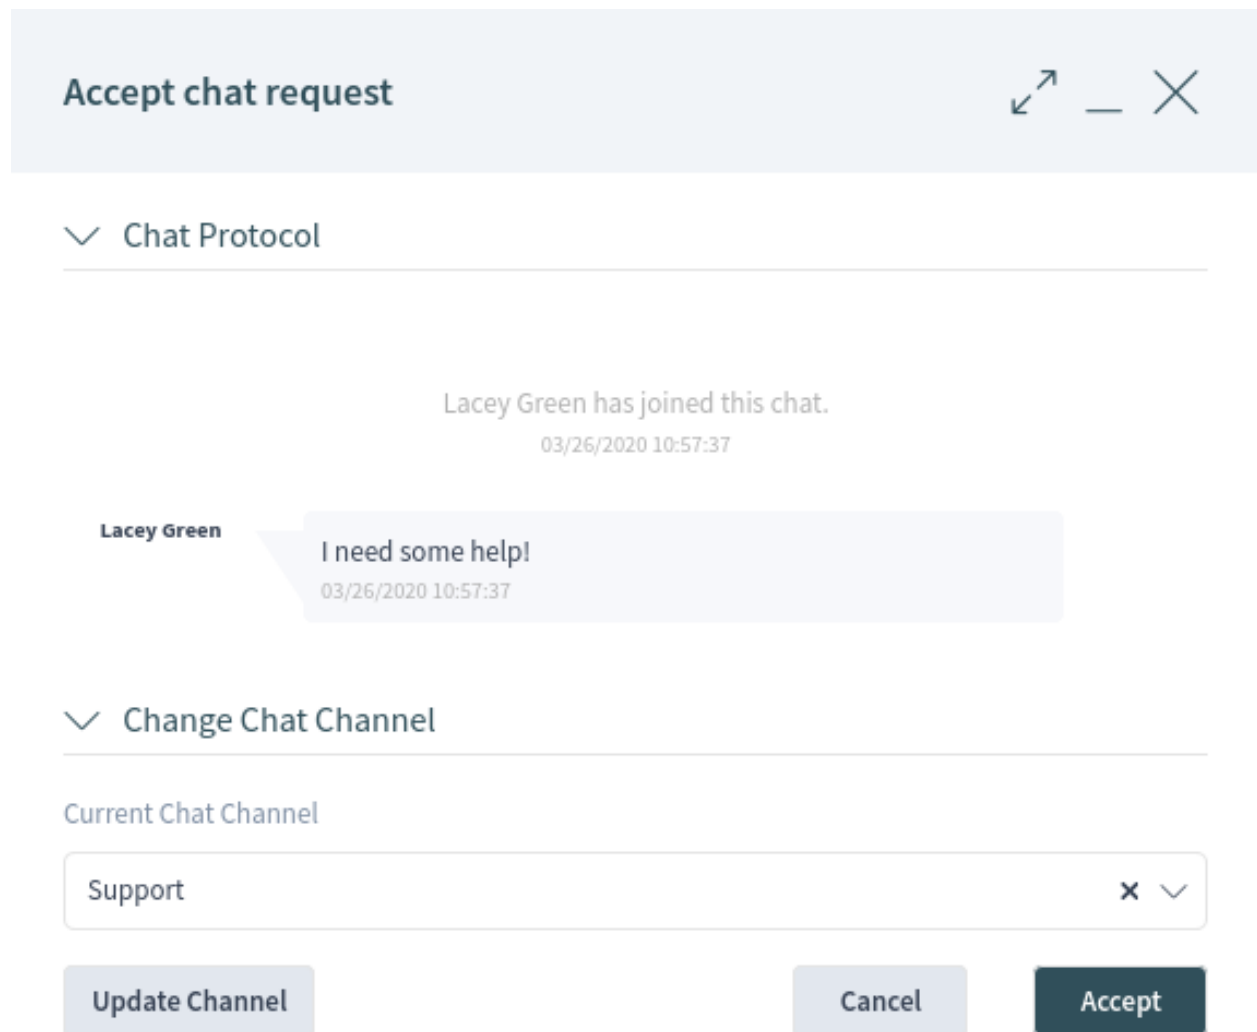 Accept chat request
Chat Protocol
Lacey Green has joined this chat.
03/26/2020 10:57:37
Lacey Green
I need some help!
03/26/2020 10:57:37
Change Chat Channel
Current Chat Channel
Support
Update Channel
Cancel
Accept